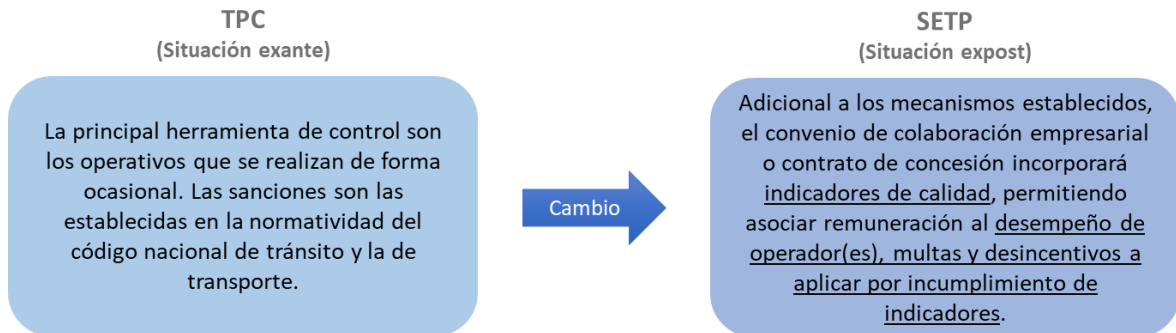 TPC
(Situación exante)
La principal herramienta de control son
los operativos que se realizan de forma
ocasional. Las sanciones son las
establecidas en la normatividad del
código nacional de tránsito y la de
transporte.
Cambio
SETP
(Situación expost)
Adicional a los mecanismos establecidos,
el convenio de colaboración empresarial
o contrato de concesión incorporará
indicadores de calidad, permitiendo
asociar remuneración al desempeño de
operador(es), multas y desincentivos a
aplicar por incumplimiento de
indicadores.